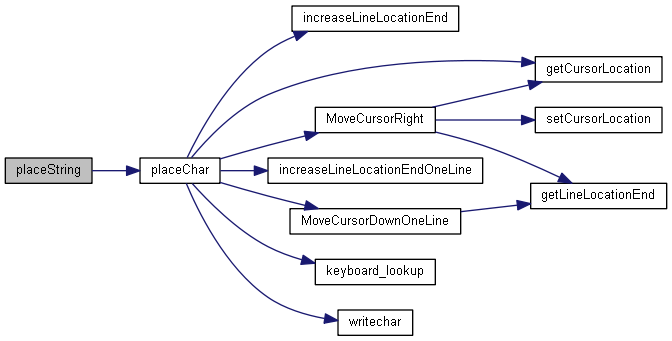 increaseLineLocationEnd
getCursorLocation
MoveCursorRight
setCursorLocation
placeString
placeChar
increaseLineLocationEndOneLine
getLineLocationEnd
MoveCursorDownOneLine
keyboard_lookup
writechar